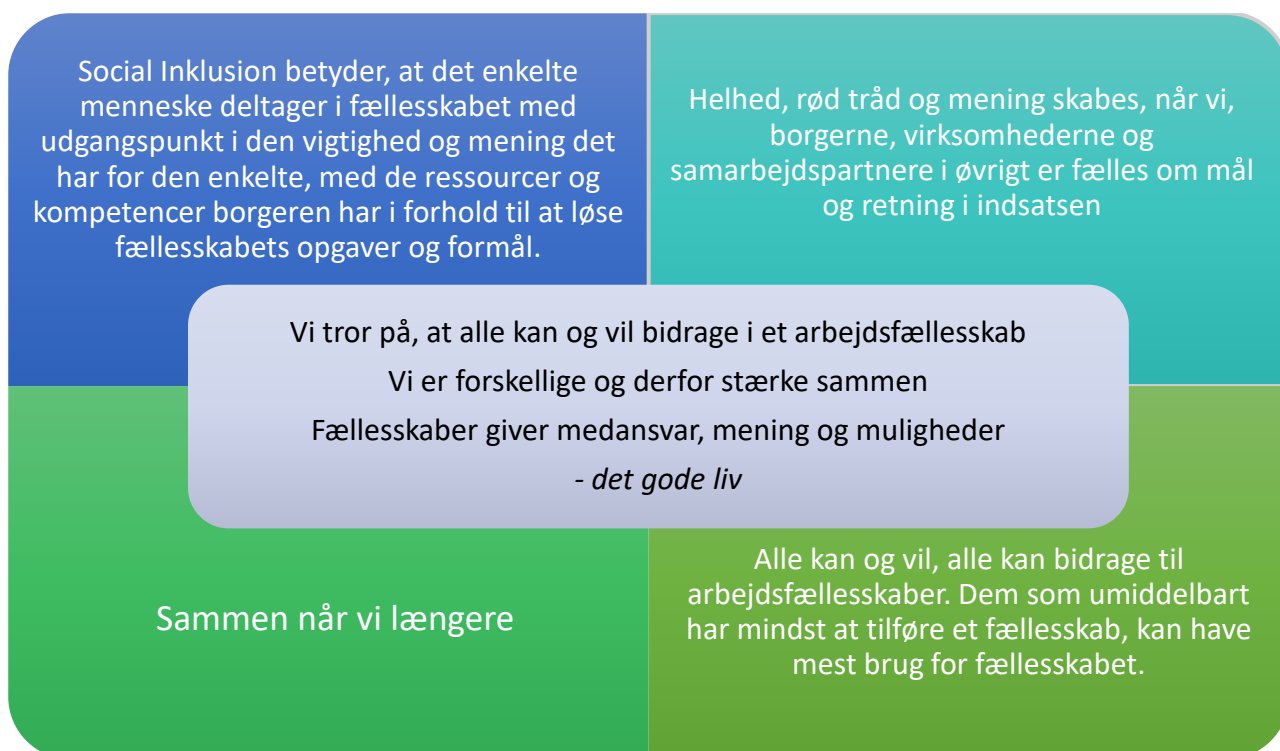 Social Inklusion betyder, at det enkelte
menneske deltager i fællesskabet med
udgangspunkt i den vigtighed og mening det
har for den enkelte, med de ressourcer og
kompetencer borgeren har i forhold til at løse
fællesskabets opgaver og formål.
Helhed, rød tråd og mening skabes, når vi,
borgerne, virksomhederne og
samarbejdspartnere i øvrigt er fælles om mål
og retning i indsatsen
Vi tror på, at alle kan og vil bidrage i et arbejdsfællesskab
Vi er forskellige og derfor stærke sammen
Fællesskaber giver medansvar, mening og muligheder
- det gode liv
Sammen når vi længere
Alle kan og vil, alle kan bidrage til
arbejdsfællesskaber. Dem som umiddelbart
har mindst at tilføre et fællesskab, kan have
mest brug for fællesskabet.